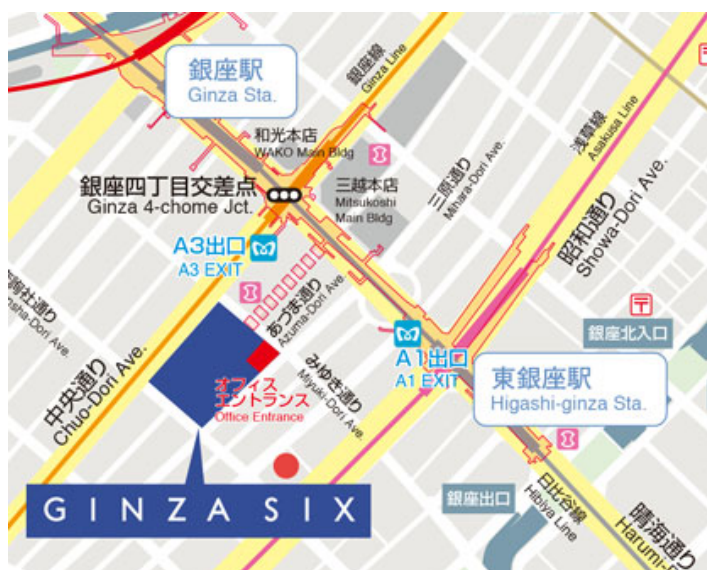 銀座駅
Ginza Sta.
銀座線
Ginza Line
浅草線
Asakusa Line
和光本店
WAKO Main Bldg
銀座四丁目交差点
Ginza 4-chome Jct.
三越本店
Mitsukoshi
Main Bldg
三原通り
Mihara-Dori Ave.
昭和通り
Showa-Dori Ave.
A3出口
A3 EXIT
あづま通り
Azuma-Dori Ave.
銀座北入口
A1出口
A1 EXIT
東銀座駅
Higashi-ginza Sta.
みゆき通り
Miyuki-Dori Ave.
オフィス
エントランス
Office Entrance
中央通り
Chuo-Dori Ave.
GINZA SIX
銀座出口
日比谷線
Hibiya Line
晴海通り
Harumi-D